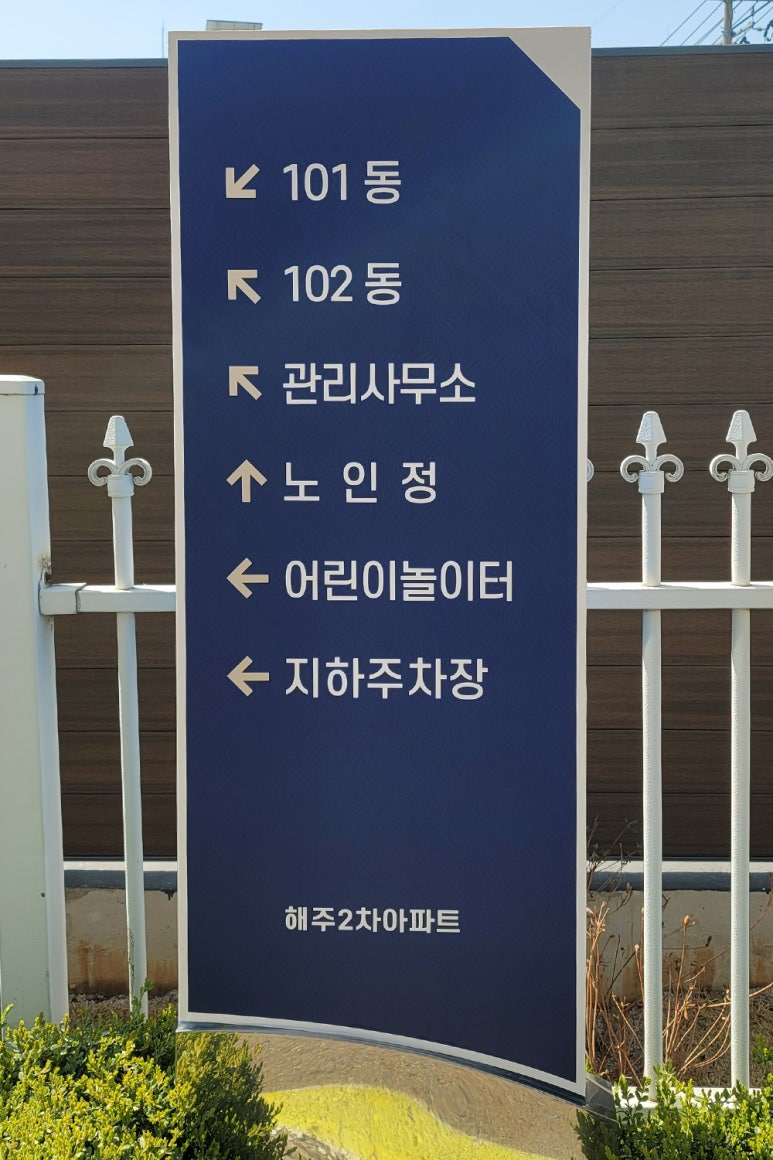 ↙ 101 동
↖ 102 동
↖ 관리사무소
↑ 노 인 정
← 어린이놀이터
← 지하주차장
해주2차아파트